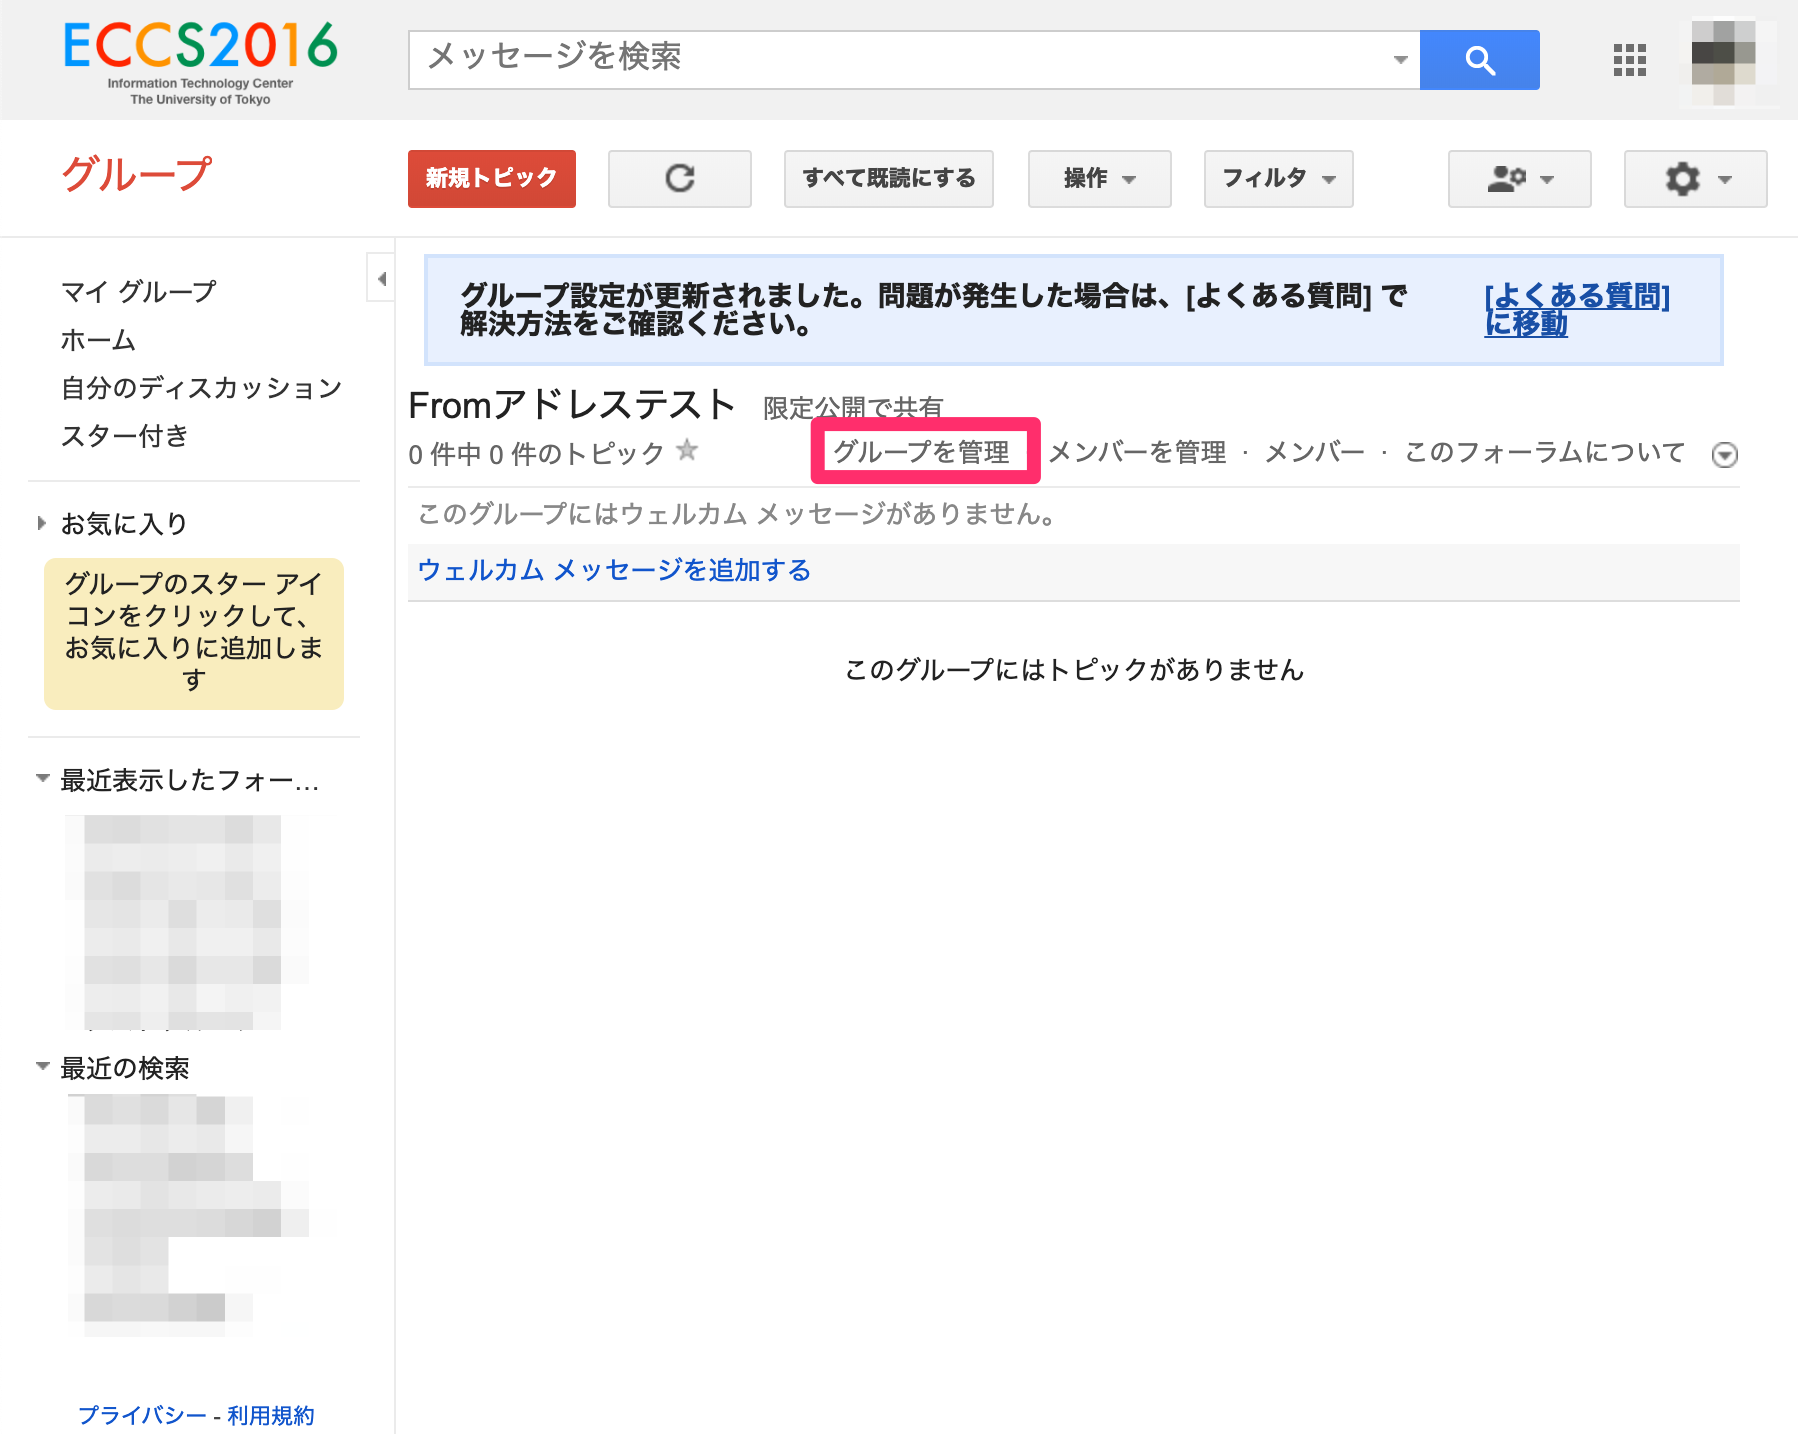 ECCS2016
Information Technology Center
The University of Tokyo
メッセージを検索
グループ
新規トピック
すべて既読にする
操作
フィルタ
マイ グループ
ホーム
自分のディスカッション
スター付き
お気に入り
グループのスター アイ
コンをクリックして、
お気に入りに追加しま
す
最近表示したフォー...
最近の検索
プライバシー - 利用規約
グループ設定が更新されました。問題が発生した場合は、[よくある質問] で
解決方法をご確認ください。
[よくある質問]
に移動
Fromアドレステスト 限定公開で共有
0 件中 0 件のトピック
グループを管理 メンバーを管理 · メンバー · このフォーラムについて
このグループにはウェルカム メッセージがありません。
ウェルカム メッセージを追加する
このグループにはトピックがありません